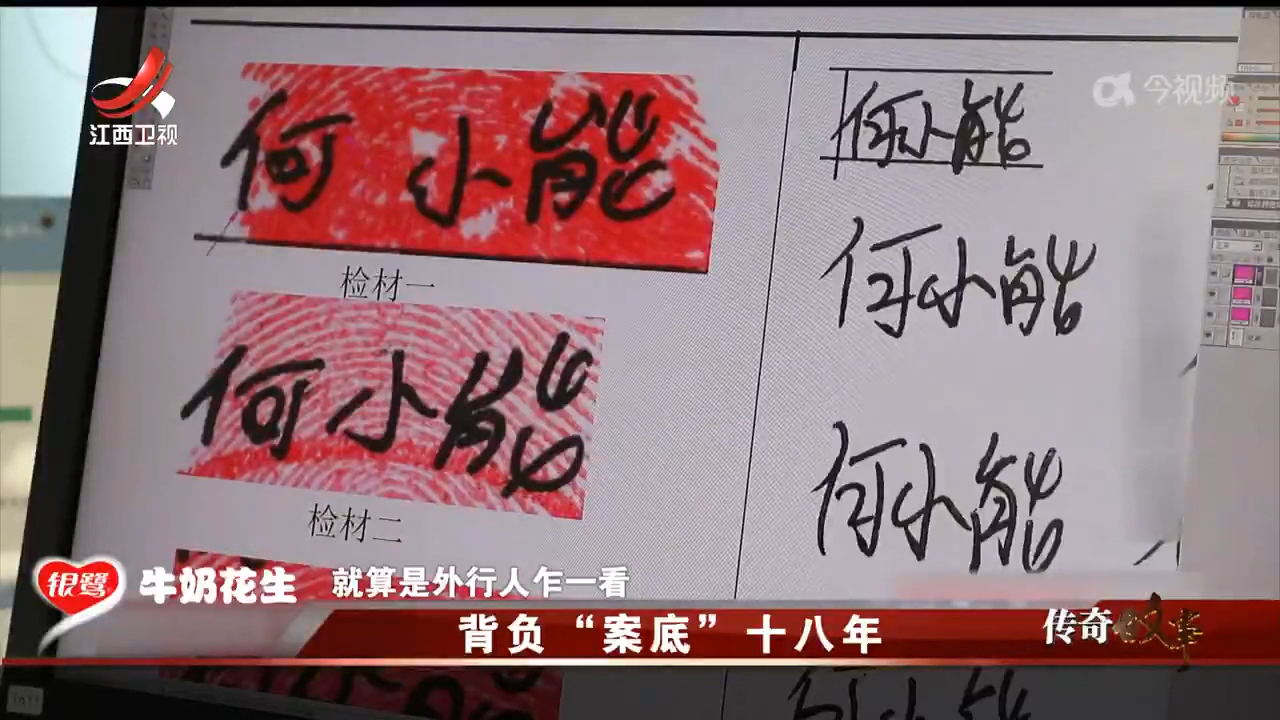 江西卫视
今视频
何小能
检材一
何小能
检材二
何小能
何小能
何小能
银鹭
牛奶花生
就算是外行人乍一看
背负“案底”十八年
传奇故事